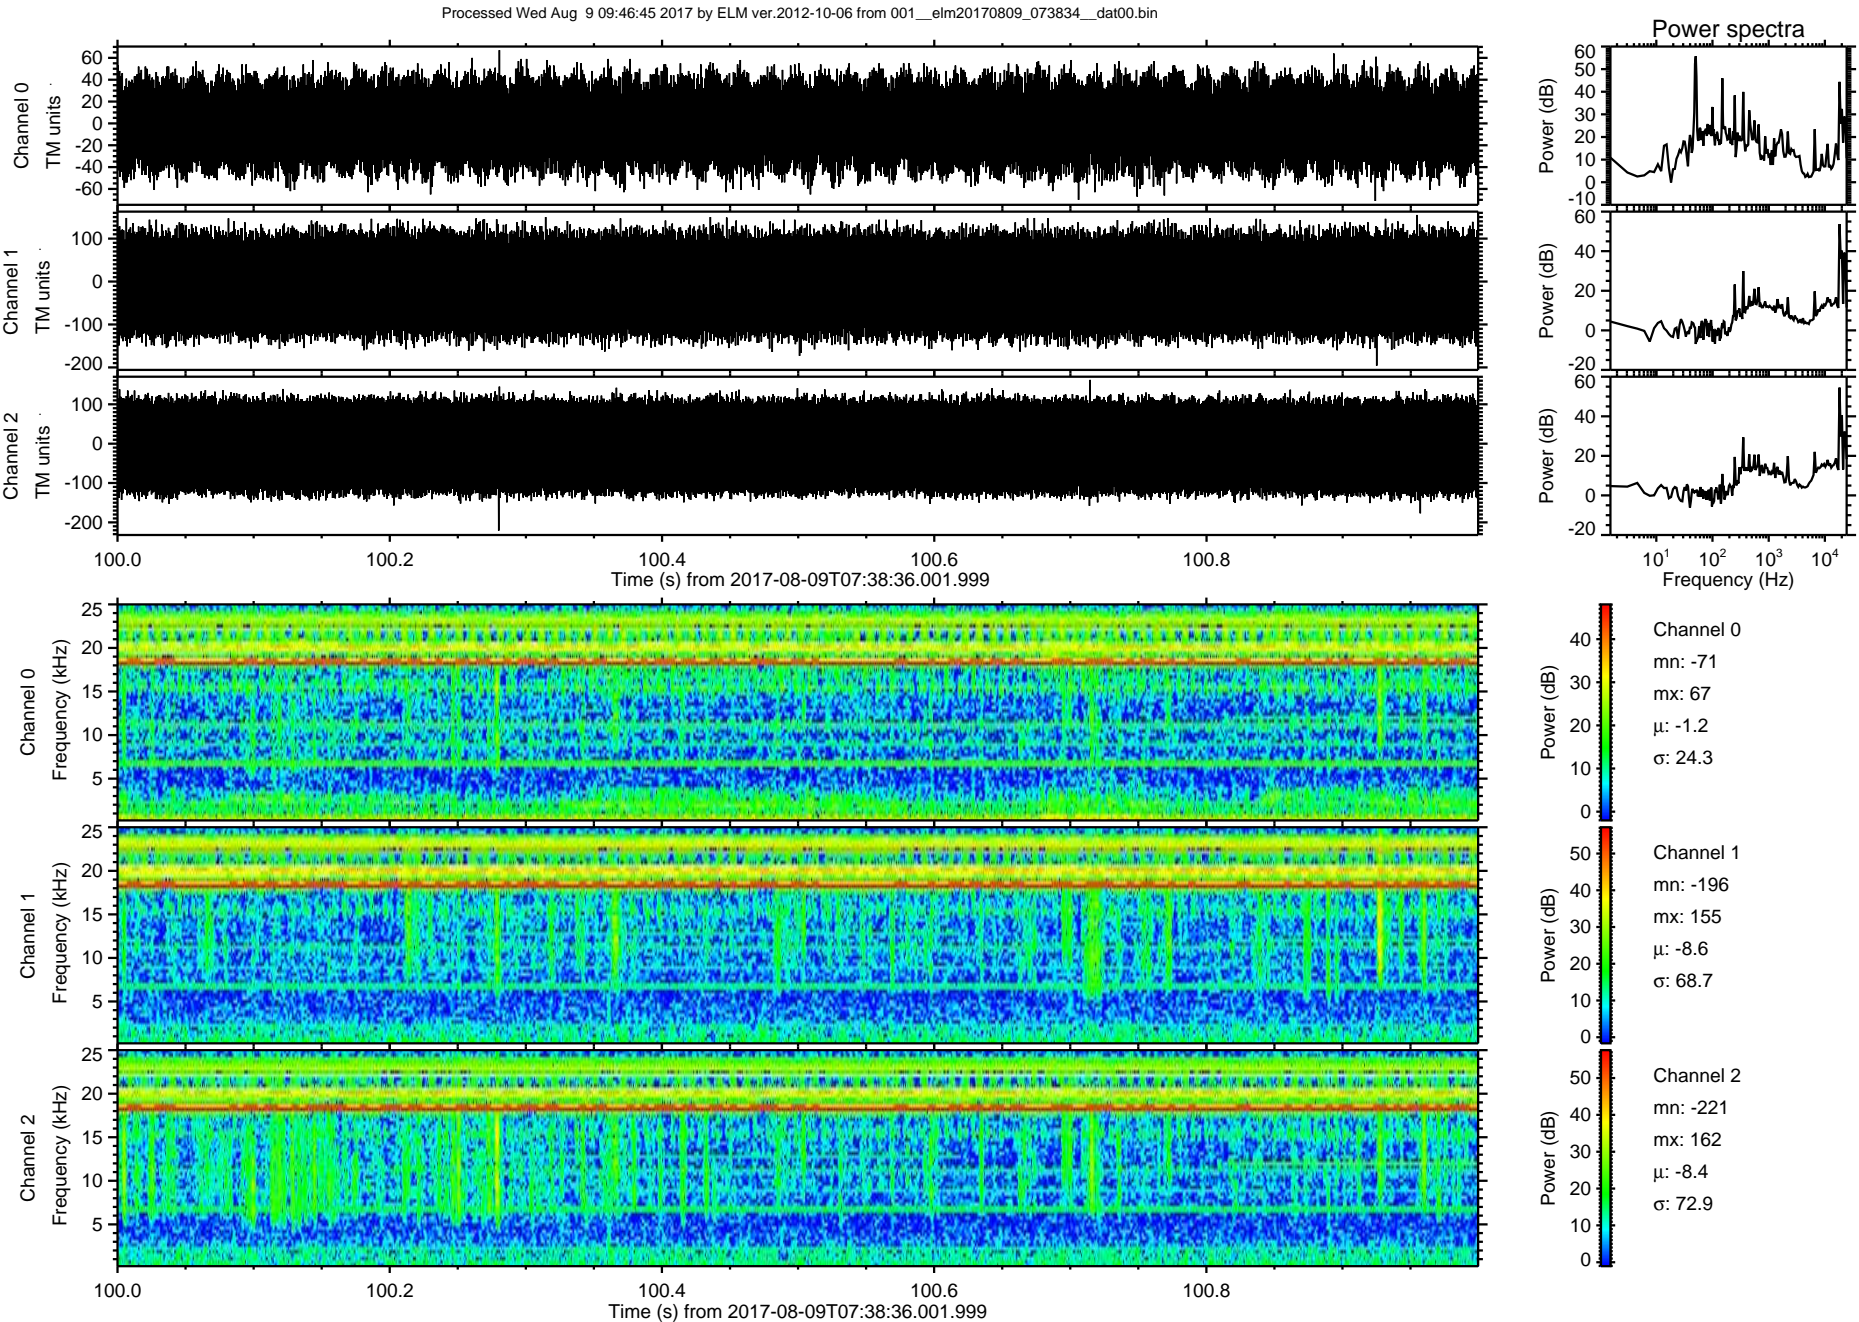 Processed Wed Aug  9 09:46:45 2017 by ELM ver.2012-10-06 from 001__elm20170809_073834__dat00.bin
Power spectra
Channel 0
TM units
60
40
20
0
-20
-40
-60
Power (dB)
60
50
40
30
20
10
0
-10
Channel 1
TM units
100
0
-100
-200
Power (dB)
60
40
20
0
-20
Channel 2
TM units
100
0
-100
-200
Power (dB)
60
40
20
0
-20
100.0 100.2 100.4 100.6 100.8
Time (s) from 2017-08-09T07:38:36.001.999
10¹ 10² 10³ 10⁴
Frequency (Hz)
Channel 0
Frequency (kHz)
25
20
15
10
5
Power (dB)
40
30
20
10
0
Channel 0
mn: -71
mx: 67
µ: -1.2
σ: 24.3
Channel 1
Frequency (kHz)
25
20
15
10
5
Power (dB)
50
40
30
20
10
0
Channel 1
mn: -196
mx: 155
µ: -8.6
σ: 68.7
Channel 2
Frequency (kHz)
25
20
15
10
5
Power (dB)
50
40
30
20
10
0
Channel 2
mn: -221
mx: 162
µ: -8.4
σ: 72.9
100.0 100.2 100.4 100.6 100.8
Time (s) from 2017-08-09T07:38:36.001.999